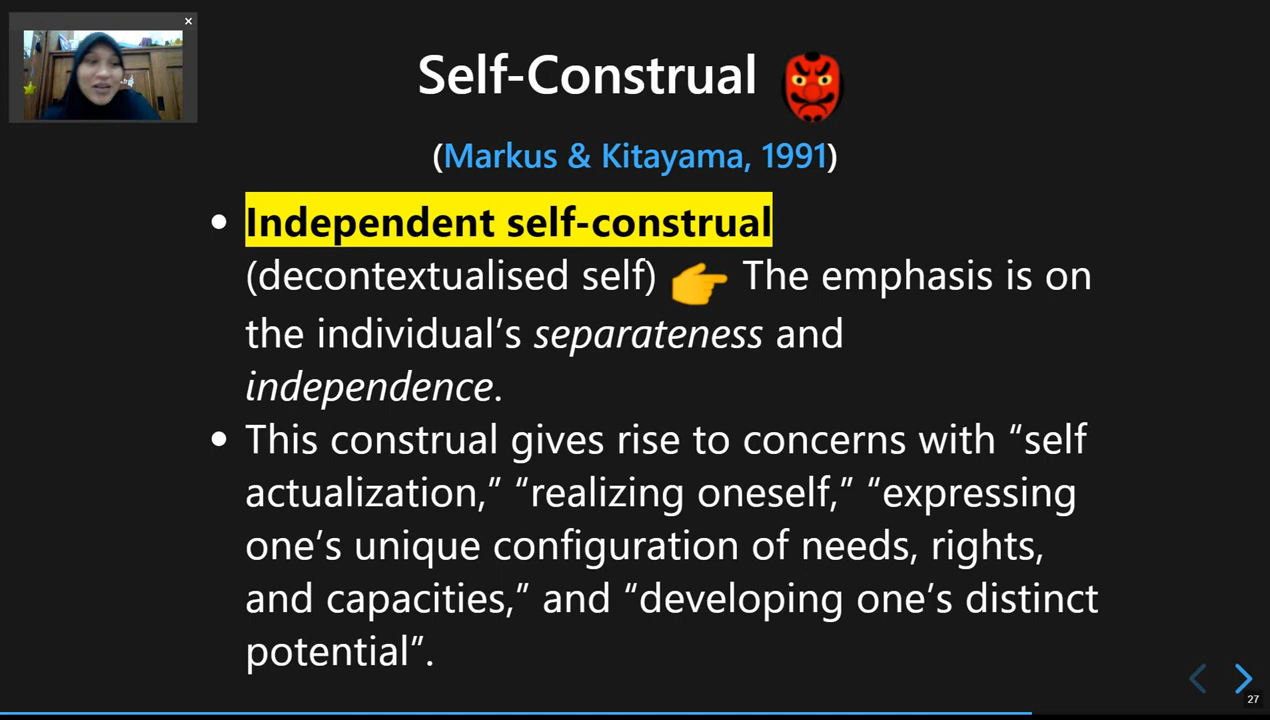 Self-Construal
(Markus & Kitayama, 1991)
• Independent self-construal
(decontextualised self) 👉 The emphasis is on
the individual’s separateness and
independence.
• This construal gives rise to concerns with “self
actualization,” “realizing oneself,” “expressing
one’s unique configuration of needs, rights,
and capacities,” and “developing one’s distinct
potential”.
27